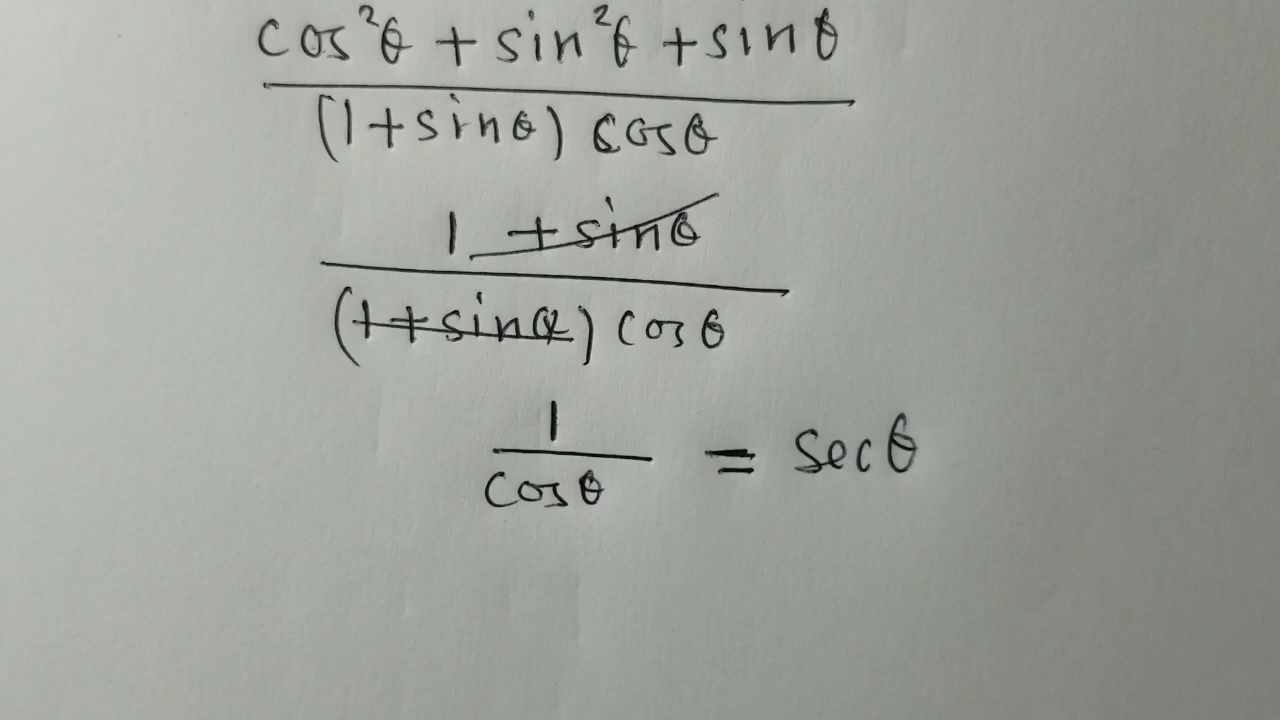 cos²θ + sin²θ + sinθ
(1+sinθ) cosθ
1 + sinθ
(1+sinθ) cosθ
1
cosθ = secθ